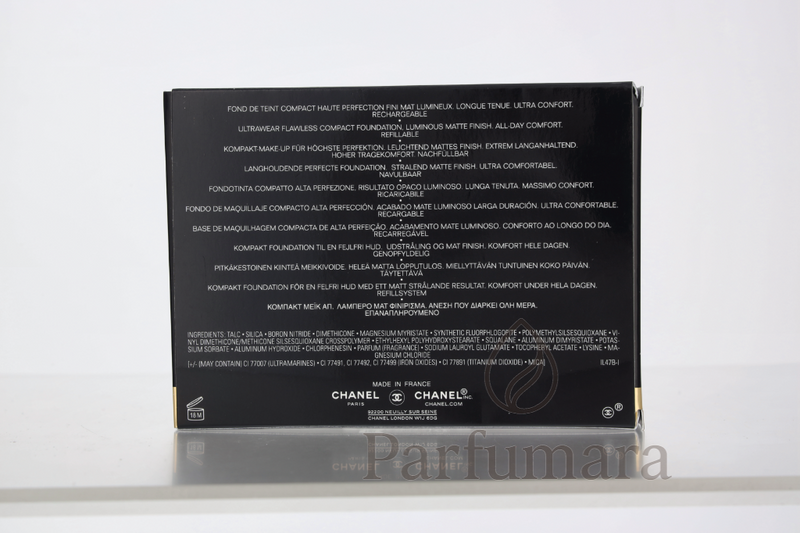 FOND DE TEINT COMPACT HAUTE PERFECTION FINI MAT LUMINEUX. LONGUE TENUE. ULTRA CONFORT.
RECHARGEABLE
•
ULTRAWEAR FLAWLESS COMPACT FOUNDATION. LUMINOUS MATTE FINISH. ALL-DAY COMFORT.
REFILLABLE
•
KOMPAKT-MAKE-UP FÜR HÖCHSTE PERFEKTION. LEUCHTEND MATTES FINISH. EXTREM LANGANHALTEND.
HOHER TRAGEKOMFORT. NACHFÜLLBAR
•
LANGHOUDENDE PERFECTE FOUNDATION. STRALEND MATTE FINISH. ULTRA COMFORTABEL.
NAVULBAAR
•
FONDOTINTA COMPATTO ALTA PERFEZIONE. RISULTATO OPACO LUMINOSO. LUNGA TENUTA. MASSIMO CONFORT.
RICARICABILE
•
FONDO DE MAQUILLAJE COMPACTO ALTA PERFECCIÓN. ACABADO MATE LUMINOSO LARGA DURACIÓN. ULTRA CONFORTABLE.
RECARGABLE
•
BASE DE MAQUILHAGEM COMPACTA DE ALTA PERFEIÇÃO. ACABAMENTO MATE LUMINOSO. CONFORTO AO LONGO DO DIA.
RECARREGÁVEL
•
KOMPAKT FOUNDATION TIL EN FEJLFRI HUD. UDSTRÅLING OG MAT FINISH. KOMFORT HELE DAGEN.
GENOPFYLDELIG
•
PITKÄKESTOINEN KIINTEÄ MEIKKIVOIDE. HELEÄ MATTA LOPPUTULOS. MIELLYTTÄVÄN TUNTUINEN KOKO PÄIVÄN.
TÄYTETTÄVÄ
•
KOMPAKT FOUNDATION FÖR EN FELFRI HUD MED ETT MATT STRÅLANDE RESULTAT. KOMFORT UNDER HELA DAGEN.
REFILLSYSTEM
•
ΚΟΜΠΑΚΤ ΜΕΪΚ ΑΠ. ΛΑΜΠΕΡΟ ΜΑΤ ΦΙΝΙΡΙΣΜΑ. ΑΝΕΣΗ ΠΟΥ ΔΙΑΡΚΕΙ ΟΛΗ ΜΕΡΑ.
ΕΠΑΝΑΠΛΗΡΟΥΜΕΝΟ
INGREDIENTS: TALC • SILICA • BORON NITRIDE • DIMETHICONE • MAGNESIUM MYRISTATE • SYNTHETIC FLUORPHLOGOPITE • POLYMETHYLSILSESQUIOXANE • VI-
NYL DIMETHICONE/METHICONE SILSESQUIOXANE CROSSPOLYMER • ETHYLHEXYL POLYHYDROXYSTEARATE • SQUALANE • ALUMINUM DIMYRISTATE • POTAS-
SIUM SORBATE • ALUMINUM HYDROXIDE • CHLORPHENESIN • PARFUM (FRAGRANCE) • SODIUM LAUROYL GLUTAMATE • TOCOPHERYL ACETATE • LYSINE • MA-
GNESIUM CHLORIDE
[+/- (MAY CONTAIN) CI 77007 (ULTRAMARINES) • CI 77491, CI 77492, CI 77499 (IRON OXIDES) • CI 77891 (TITANIUM DIOXIDE) • MICA] IL47B-I
MADE IN FRANCE
CHANEL CHANEL® INC.
PARIS CHANEL.COM
92200 NEUILLY SUR SEINE
CHANEL LONDON W1J 6DG
18 M
®
Parfumara